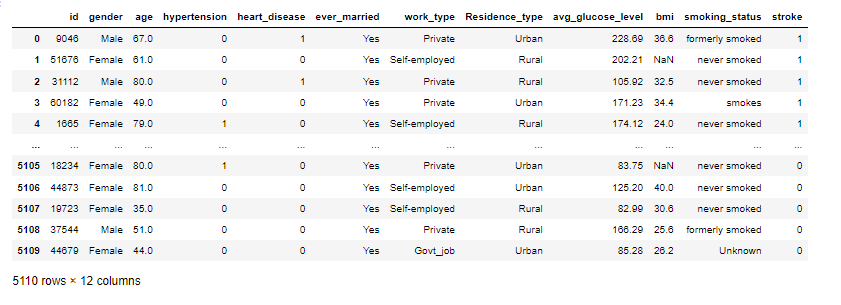 id gender age hypertension heart_disease ever_married work_type Residence_type avg_glucose_level bmi smoking_status stroke
0 9046 Male 67.0 0 1 Yes Private Urban 228.69 36.6 formerly smoked 1
1 51676 Female 61.0 0 0 Yes Self-employed Rural 202.21 NaN never smoked 1
2 31112 Male 80.0 0 1 Yes Private Rural 105.92 32.5 never smoked 1
3 60182 Female 49.0 0 0 Yes Private Urban 171.23 34.4 smokes 1
4 1665 Female 79.0 1 0 Yes Self-employed Rural 174.12 24.0 never smoked 1
... ... ... ... ... ... ... ... ... ... ... ... ...
5105 18234 Female 80.0 1 0 Yes Private Urban 83.75 NaN never smoked 0
5106 44873 Female 81.0 0 0 Yes Self-employed Urban 125.20 40.0 never smoked 0
5107 19723 Female 35.0 0 0 Yes Self-employed Rural 82.99 30.6 never smoked 0
5108 37544 Male 51.0 0 0 Yes Private Rural 166.29 25.6 formerly smoked 0
5109 44679 Female 44.0 0 0 Yes Govt_job Urban 85.28 26.2 Unknown 0
5110 rows × 12 columns